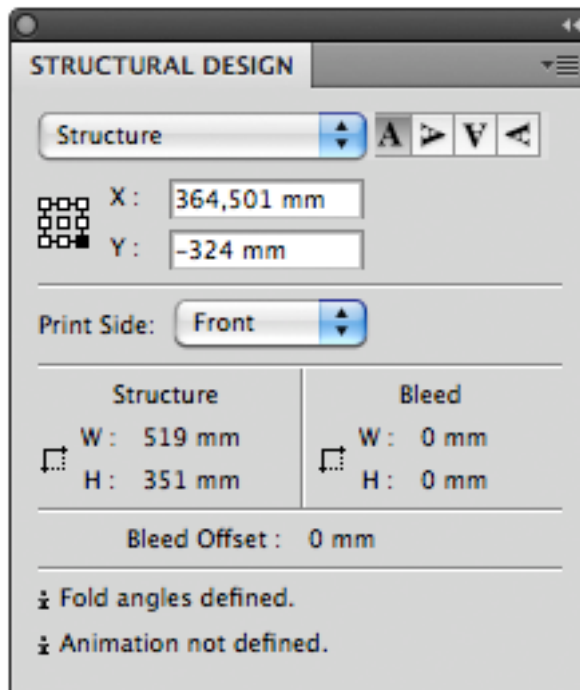 STRUCTURAL DESIGN
Structure A A A A
X: 364,501 mm
Y: -324 mm
Print Side: Front
Structure Bleed
W: 519 mm W: 0 mm
H: 351 mm H: 0 mm
Bleed Offset: 0 mm
i Fold angles defined.
i Animation not defined.